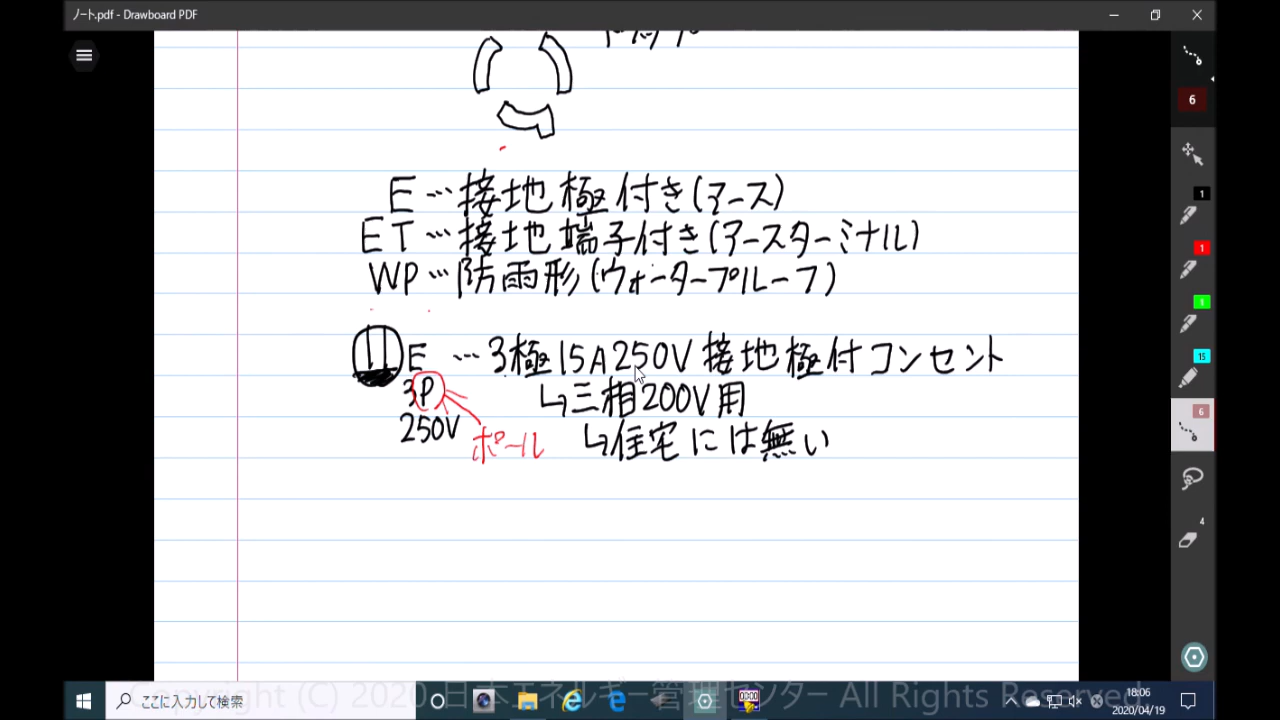 ノート.pdf - Drawboard PDF
6
E…接地極付き(アース)
1
ET…接地端子付き(アースターミナル)
1
WP…防雨形(ウォータープルーフ)
E …3極15A250V 接地極付コンセント
15
3P
↳三相200V用
6
250V
ポール
↳住宅には無い
4
Copyright (C) 2020 日本エネルギー管理センター All Rights Reserved.
ここに入力して検索
18:06
2020/04/19